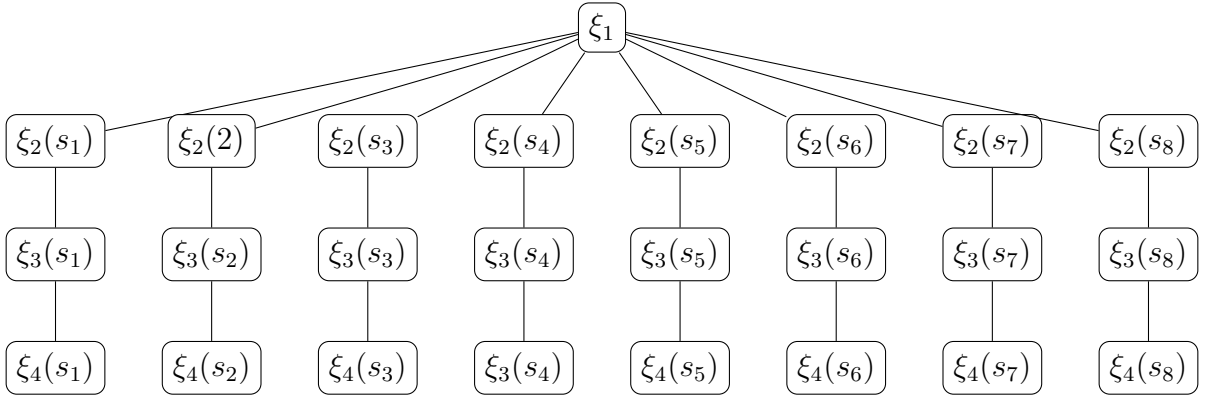 ξ₁
ξ₂(s₁) ξ₂(2) ξ₂(s₃) ξ₂(s₄) ξ₂(s₅) ξ₂(s₆) ξ₂(s₇) ξ₂(s₈)
ξ₃(s₁) ξ₃(s₂) ξ₃(s₃) ξ₃(s₄) ξ₃(s₅) ξ₃(s₆) ξ₃(s₇) ξ₃(s₈)
ξ₄(s₁) ξ₄(s₂) ξ₄(s₃) ξ₃(s₄) ξ₄(s₅) ξ₄(s₆) ξ₄(s₇) ξ₄(s₈)